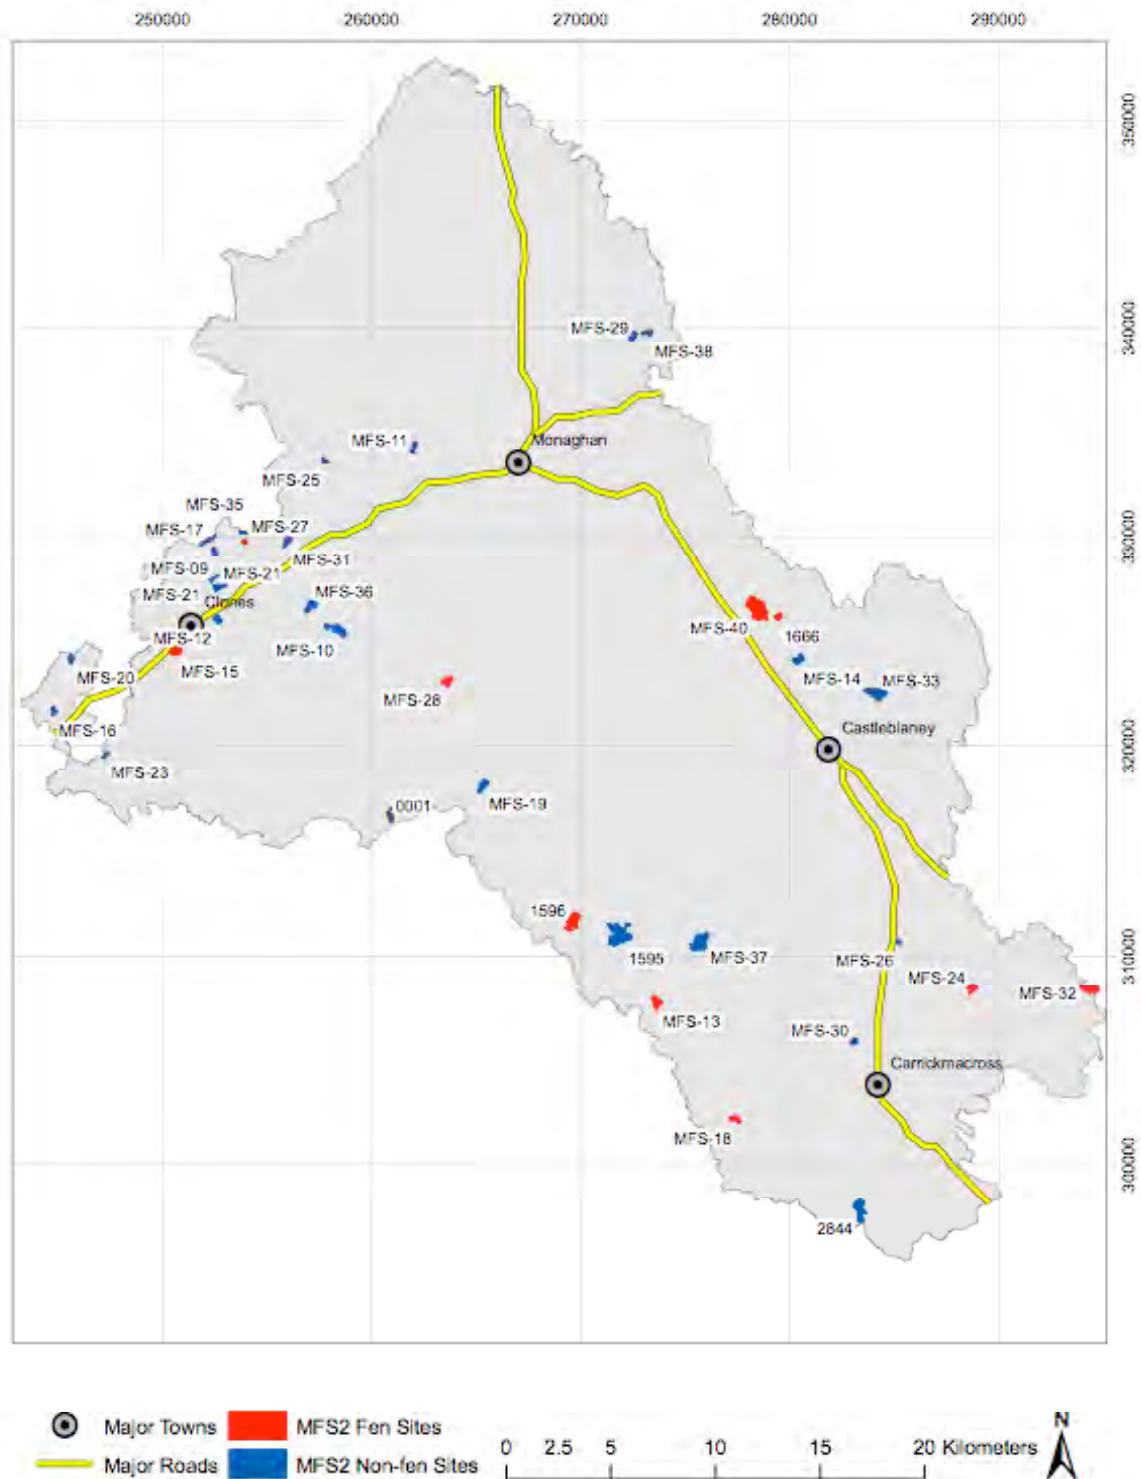 250000 260000 270000 280000 290000
350000
MFS-29
340000
MFS-38
MFS-11
Monaghan
MFS-25
MFS-35
MFS-17
MFS-27
330000
MFS-31
MFS-09
MFS-21
MFS-21
MFS-36
Clones
MFS-12
MFS-10
MFS-40
1666
MFS-15
MFS-20
MFS-14
MFS-33
MFS-28
MFS-16
Castleblaney
320000
MFS-23
0001
MFS-19
1596
1595
MFS-37
MFS-26
310000
MFS-24
MFS-32
MFS-13
MFS-30
Carrickmacross
MFS-18
300000
2844
Major Towns
MFS2 Fen Sites
N
0 2.5 5 10 15 20 Kilometers
Major Roads
MFS2 Non-fen Sites